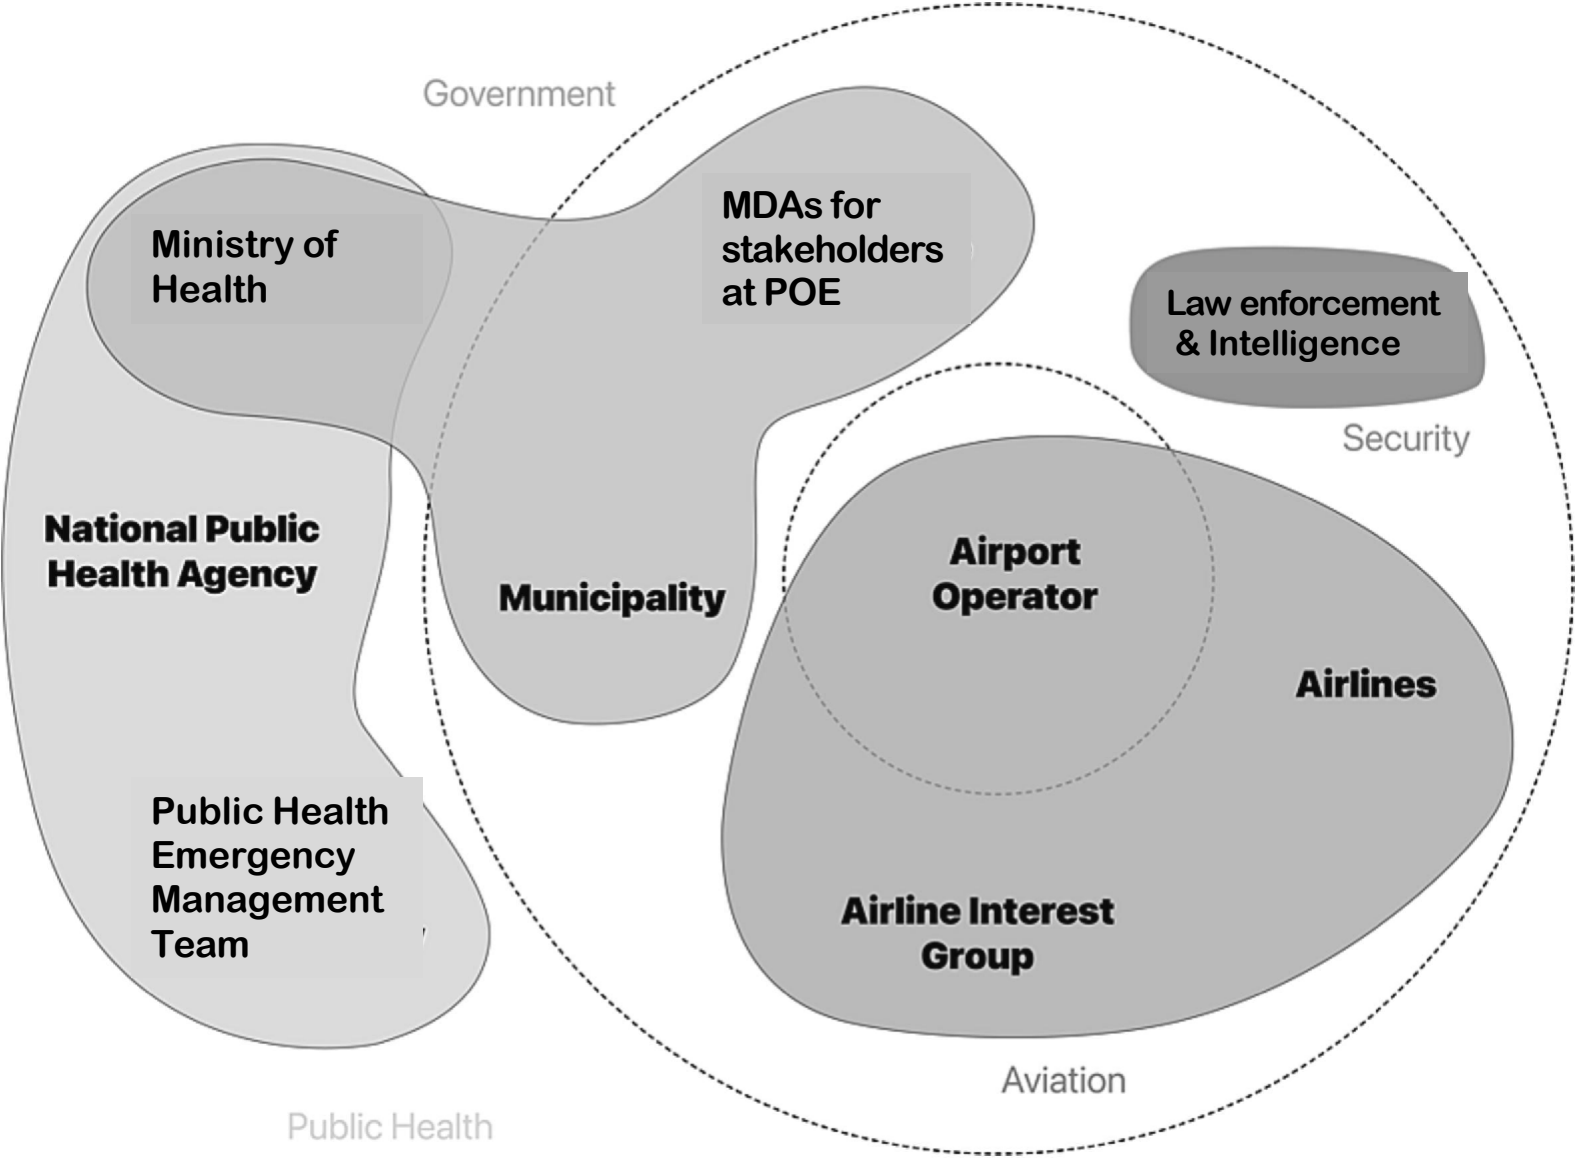 Government
MDAs for
stakeholders
at POE
Ministry of
Health
Law enforcement
& Intelligence
Security
National Public
Health Agency
Municipality
Airport
Operator
Airlines
Public Health
Emergency
Management
Team
Airline Interest
Group
Aviation
Public Health